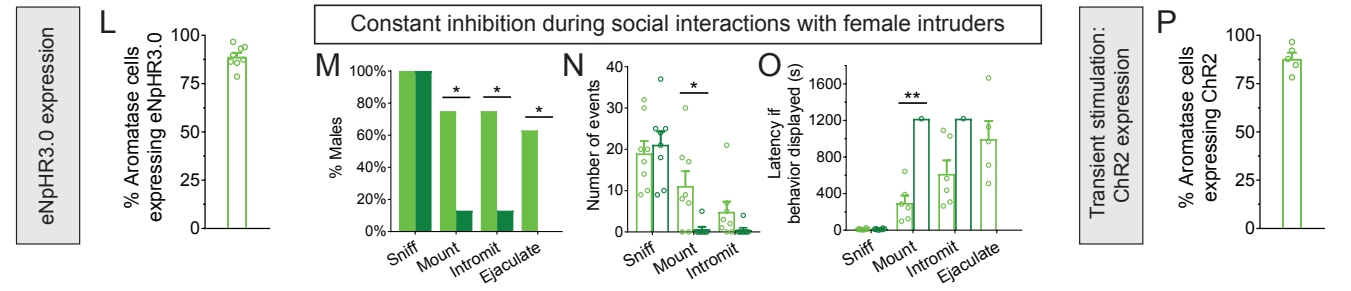 eNpHR3.0 expression
L
% Aromatase cells
expressing eNpHR3.0
100
75
50
25
0
Constant inhibition during social interactions with female intruders
M
% Males
100%
80%
60%
40%
20%
0%
*
*
*
Sniff
Mount
Intromit
Ejaculate
N
Number of events
40
30
20
10
0
*
Sniff
Mount
Intromit
O
Latency if
behavior displayed (s)
1600
1200
800
400
0
**
Sniff
Mount
Intromit
Ejaculate
Transient stimulation:
ChR2 expression
P
% Aromatase cells
expressing ChR2
100
75
50
25
0